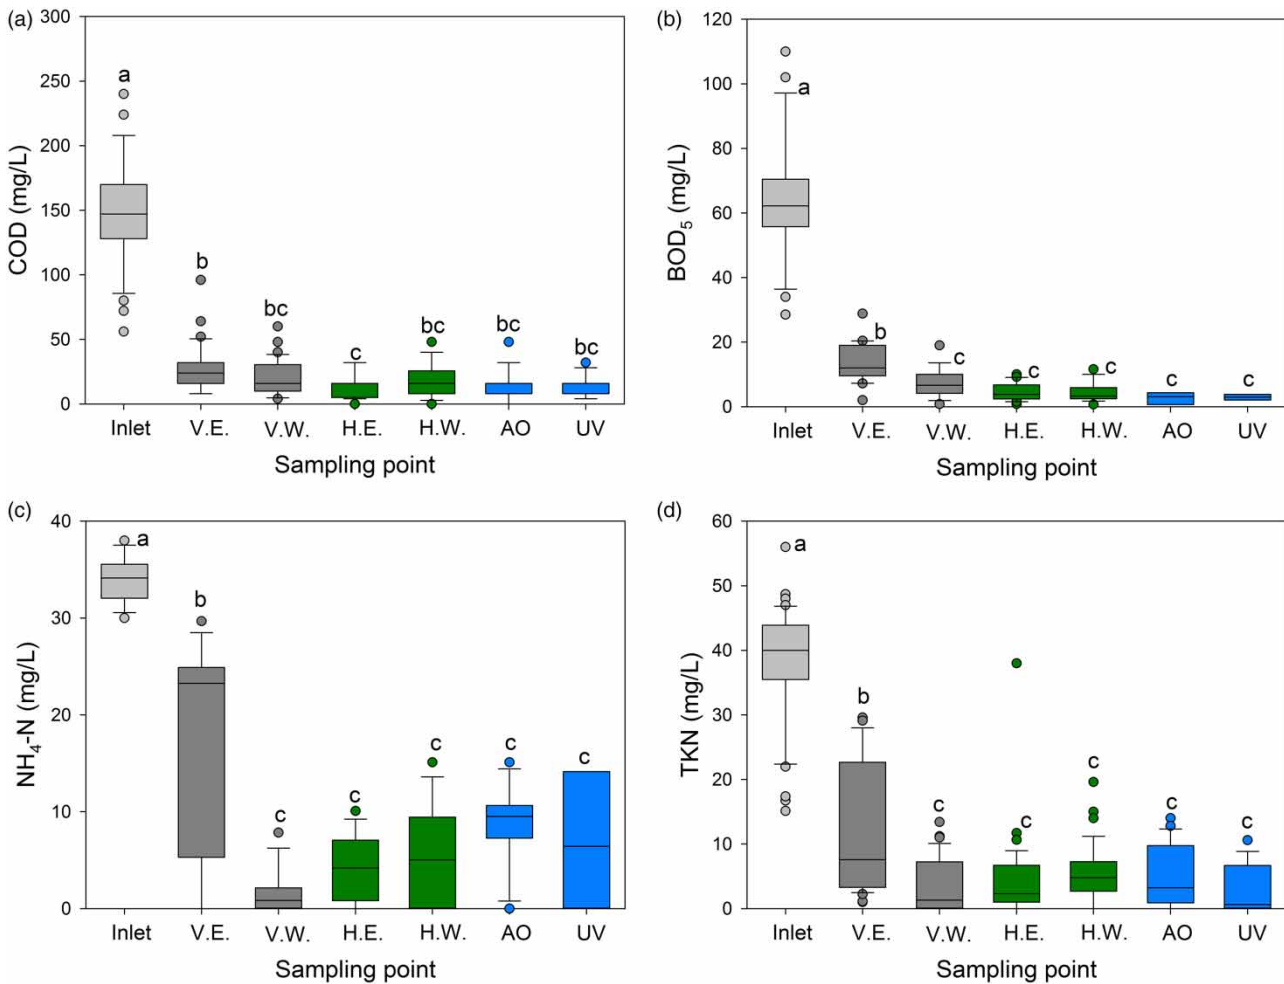 (a)
300
250
200
150
100
50
0
COD (mg/L)
a
b
bc
c
bc
bc
bc
Inlet V.E. V.W. H.E. H.W. AO UV
Sampling point
(b)
120
100
80
60
40
20
0
BOD5 (mg/L)
a
b
c
c
c
c
c
Inlet V.E. V.W. H.E. H.W. AO UV
Sampling point
(c)
40
30
20
10
0
NH4-N (mg/L)
a
b
c
c
c
c
c
Inlet V.E. V.W. H.E. H.W. AO UV
Sampling point
(d)
60
50
40
30
20
10
0
TKN (mg/L)
a
b
c
c
c
c
c
Inlet V.E. V.W. H.E. H.W. AO UV
Sampling point